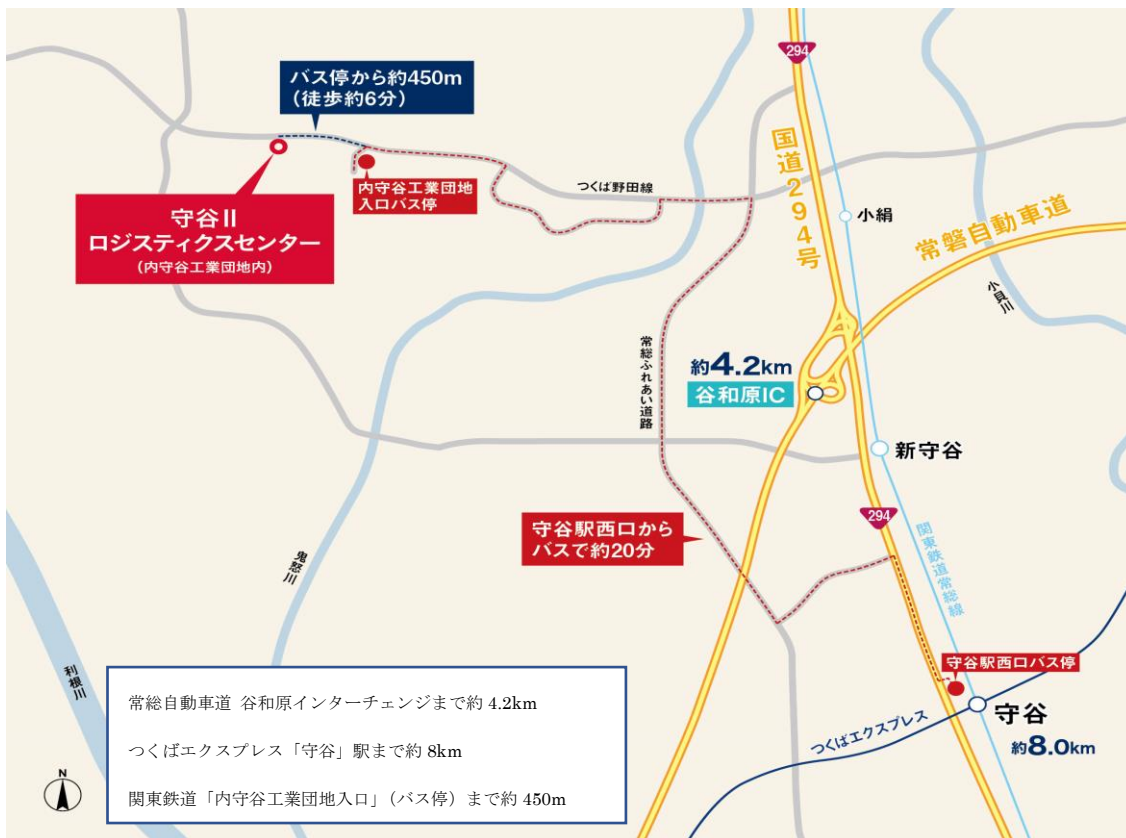 294
バス停から約450m
(徒歩約6分)
国道294号
内守谷工業団地
入口バス停
つくば野田線
守谷Ⅱ
ロジスティクスセンター
(内守谷工業団地内)
小絹
常磐自動車道
小貝川
常総ふれあい道路
約4.2km
谷和原IC
新守谷
294
守谷駅西口から
バスで約20分
関東鉄道常総線
鬼怒川
利根川
守谷駅西口バス停
守谷
つくばエクスプレス
約8.0km
常総自動車道 谷和原インターチェンジまで約 4.2km
つくばエクスプレス「守谷」駅まで約 8km
関東鉄道「内守谷工業団地入口」(バス停)まで約 450m
N